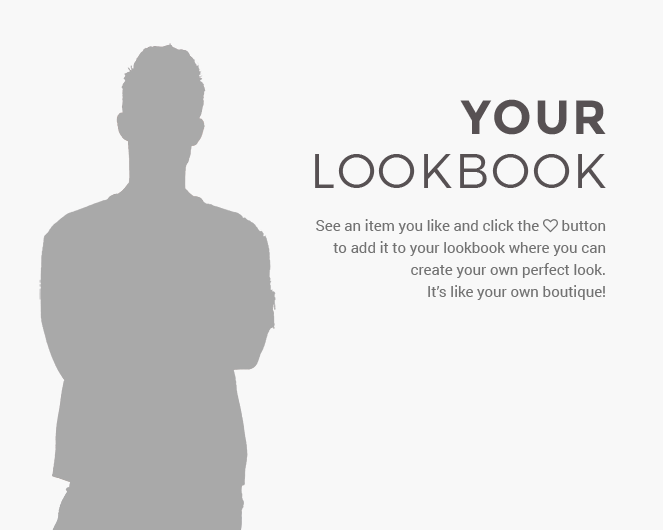 YOUR
LOOKBOOK
See an item you like and click the ♡ button
to add it to your lookbook where you can
create your own perfect look.
It’s like your own boutique!